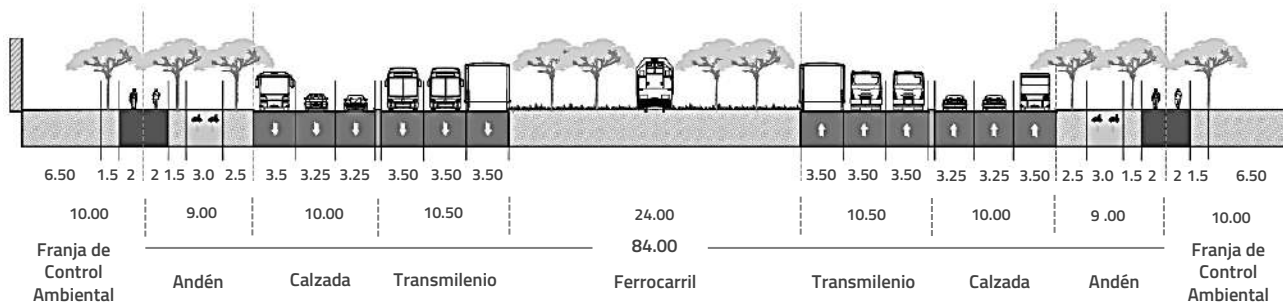 6.50 1.5 2 2 1.5 3.0 2.5 3.5 3.25 3.25 3.50 3.50 3.50 3.50 3.50 3.50 3.25 3.25 3.50 2.5 3.0 1.5 2 2 1.5 6.50
10.00 9.00 10.00 10.50 24.00 10.50 10.00 9.00 10.00
84.00
Franja de
Control
Ambiental
Andén
Calzada
Transmilenio
Ferrocarril
Transmilenio
Calzada
Andén
Franja de
Control
Ambiental